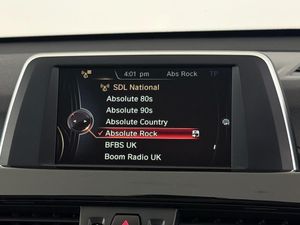 4:01 pm Abs Rock TP
SDL National
Absolute 80s
Absolute 90s
Absolute Country
✓ Absolute Rock
BFBS UK
Boom Radio UK